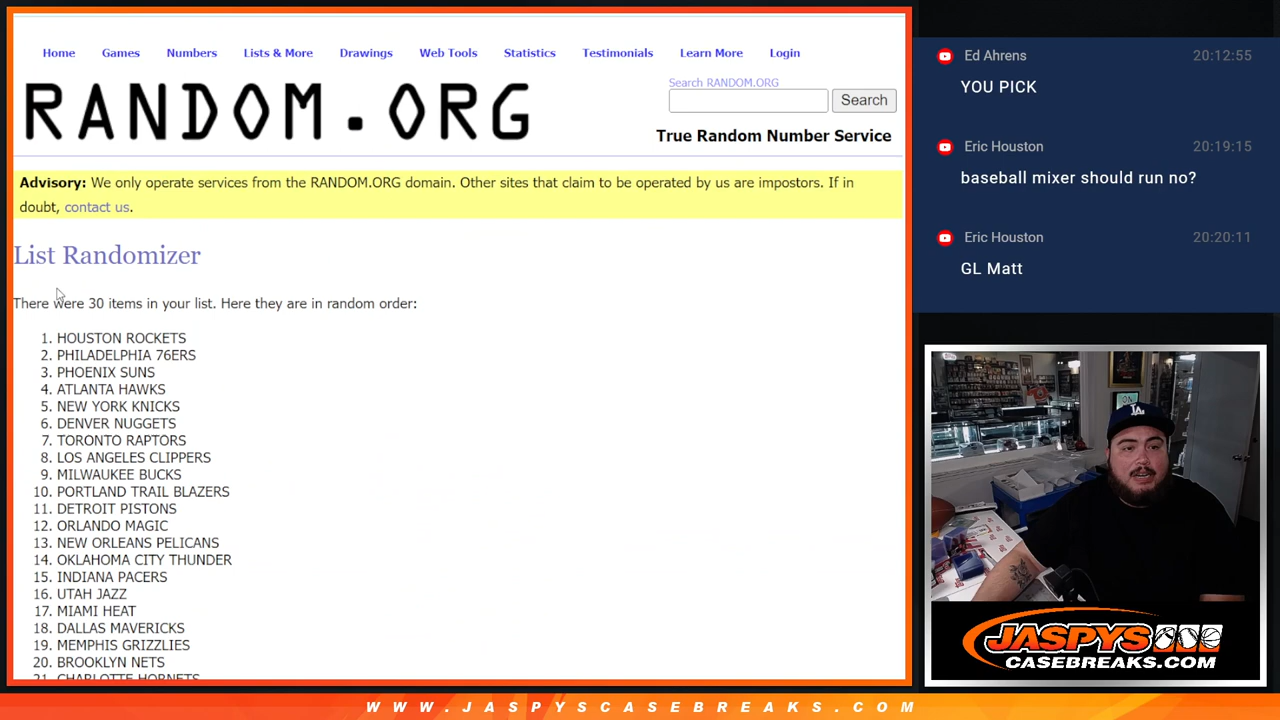 Home Games Numbers Lists & More Drawings Web Tools Statistics Testimonials Learn More Login
RANDOM.ORG
Search RANDOM.ORG
Search
True Random Number Service
Advisory: We only operate services from the RANDOM.ORG domain. Other sites that claim to be operated by us are impostors. If in
doubt, contact us.
List Randomizer
There were 30 items in your list. Here they are in random order:
1. HOUSTON ROCKETS
2. PHILADELPHIA 76ERS
3. PHOENIX SUNS
4. ATLANTA HAWKS
5. NEW YORK KNICKS
6. DENVER NUGGETS
7. TORONTO RAPTORS
8. LOS ANGELES CLIPPERS
9. MILWAUKEE BUCKS
10. PORTLAND TRAIL BLAZERS
11. DETROIT PISTONS
12. ORLANDO MAGIC
13. NEW ORLEANS PELICANS
14. OKLAHOMA CITY THUNDER
15. INDIANA PACERS
16. UTAH JAZZ
17. MIAMI HEAT
18. DALLAS MAVERICKS
19. MEMPHIS GRIZZLIES
20. BROOKLYN NETS
21. CHARLOTTE HORNETS
Ed Ahrens 20:12:55
YOU PICK
Eric Houston 20:19:15
baseball mixer should run no?
Eric Houston 20:20:11
GL Matt
LA
JASPYS
CASEBREAKS.COM
WWW.JASPYSCASEBREAKS.COM